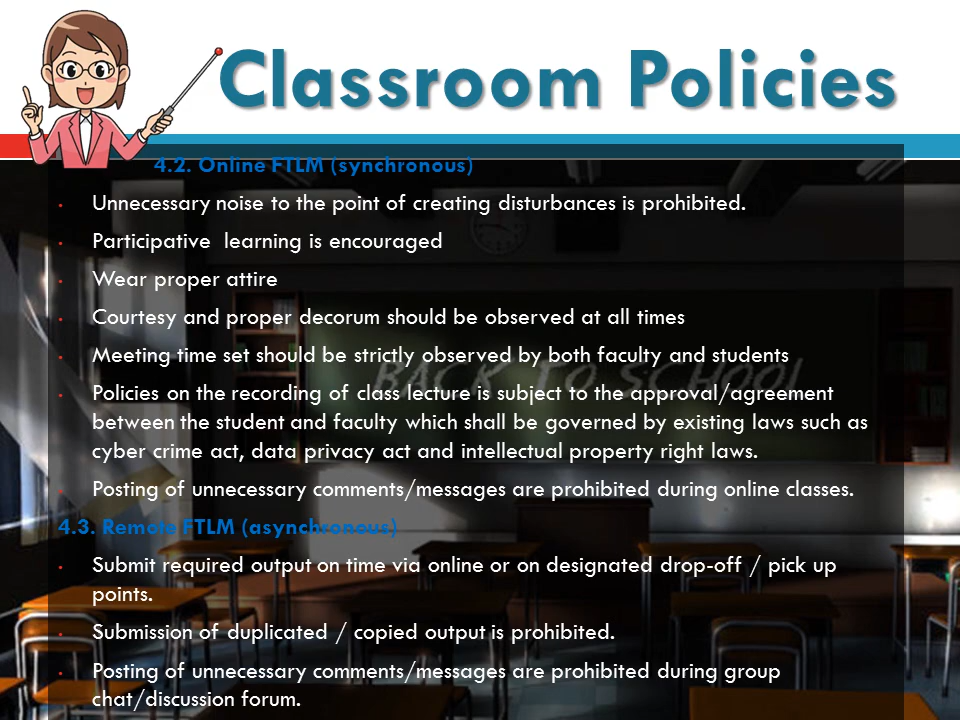 Classroom Policies
4.2. Online FTLM (synchronous)
• Unnecessary noise to the point of creating disturbances is prohibited.
• Participative learning is encouraged
• Wear proper attire
• Courtesy and proper decorum should be observed at all times
• Meeting time set should be strictly observed by both faculty and students
• Policies on the recording of class lecture is subject to the approval/agreement
between the student and faculty which shall be governed by existing laws such as
cyber crime act, data privacy act and intellectual property right laws.
• Posting of unnecessary comments/messages are prohibited during online classes.
4.3. Remote FTLM (asynchronous)
• Submit required output on time via online or on designated drop-off / pick up
points.
• Submission of duplicated / copied output is prohibited.
• Posting of unnecessary comments/messages are prohibited during group
chat/discussion forum.
BACK TO SCHOOL